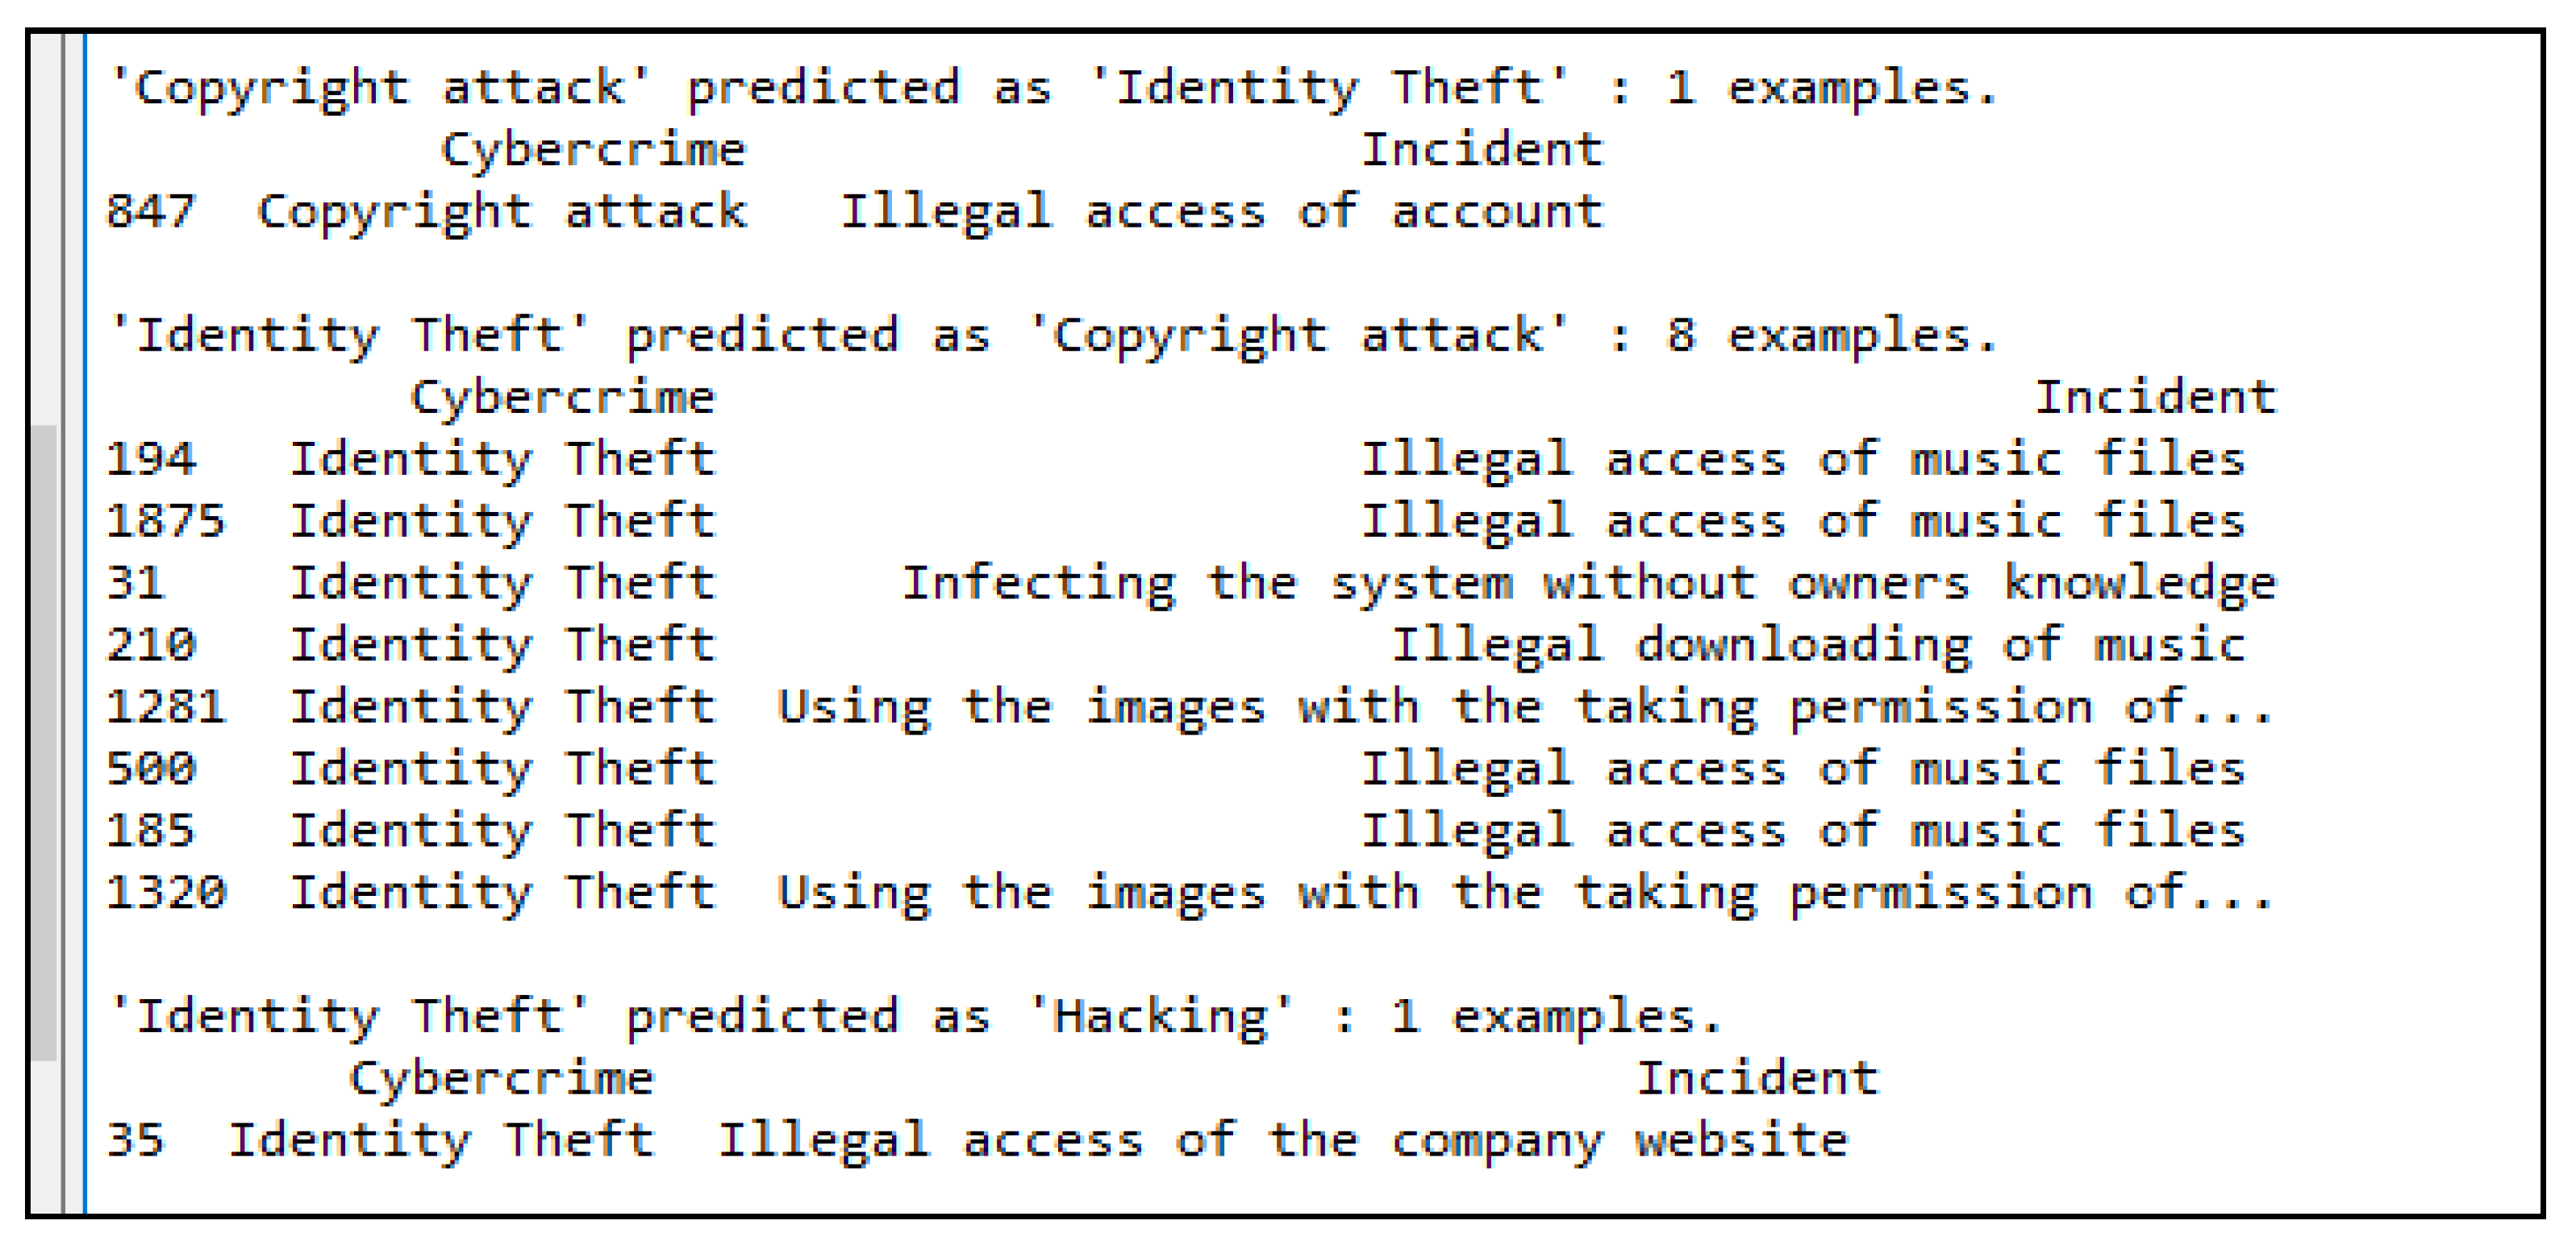 'Copyright attack' predicted as 'Identity Theft' : 1 examples.
Cybercrime Incident
847 Copyright attack Illegal access of account
'Identity Theft' predicted as 'Copyright attack' : 8 examples.
Cybercrime Incident
194 Identity Theft Illegal access of music files
1875 Identity Theft Illegal access of music files
31 Identity Theft Infecting the system without owners knowledge
210 Identity Theft Illegal downloading of music
1281 Identity Theft Using the images with the taking permission of...
500 Identity Theft Illegal access of music files
185 Identity Theft Illegal access of music files
1320 Identity Theft Using the images with the taking permission of...
'Identity Theft' predicted as 'Hacking' : 1 examples.
Cybercrime Incident
35 Identity Theft Illegal access of the company website